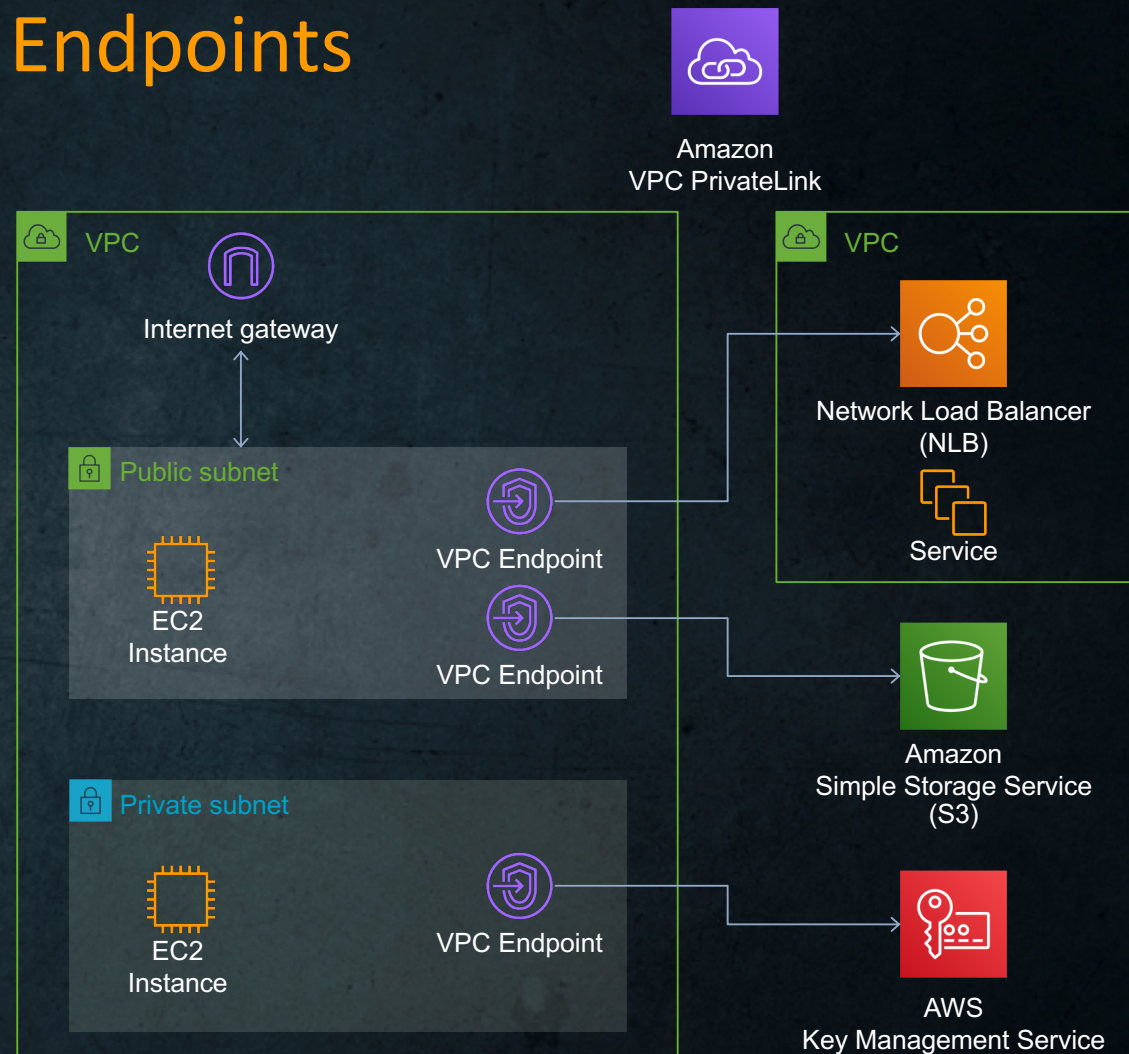 Endpoints
Amazon
VPC PrivateLink
VPC
Internet gateway
Public subnet
EC2
Instance
VPC Endpoint
VPC Endpoint
Private subnet
EC2
Instance
VPC Endpoint
VPC
Network Load Balancer
(NLB)
Service
Amazon
Simple Storage Service
(S3)
AWS
Key Management Service